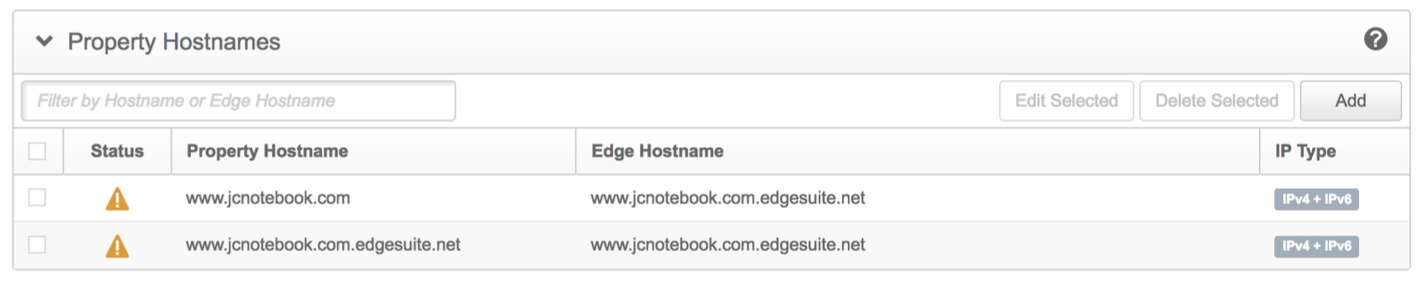 Property Hostnames
?
Filter by Hostname or Edge Hostname Edit Selected Delete Selected Add
Status Property Hostname Edge Hostname IP Type
www.jcnotebook.com www.jcnotebook.com.edgesuite.net IPv4 + IPv6
www.jcnotebook.com.edgesuite.net www.jcnotebook.com.edgesuite.net IPv4 + IPv6